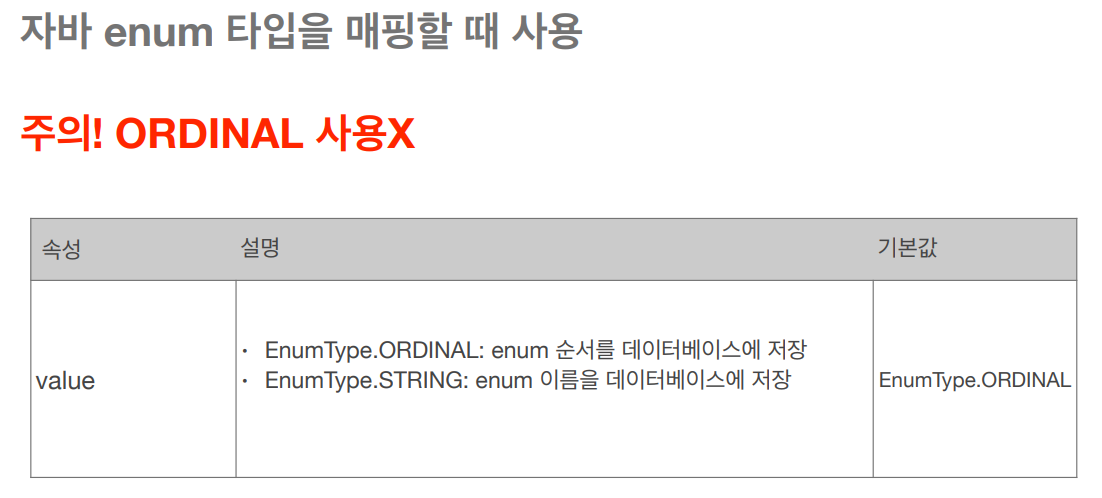 자바 enum 타입을 매핑할 때 사용
주의! ORDINAL 사용X
속성 설명 기본값
• EnumType.ORDINAL: enum 순서를 데이터베이스에 저장
• EnumType.STRING: enum 이름을 데이터베이스에 저장
value
EnumType.ORDINAL